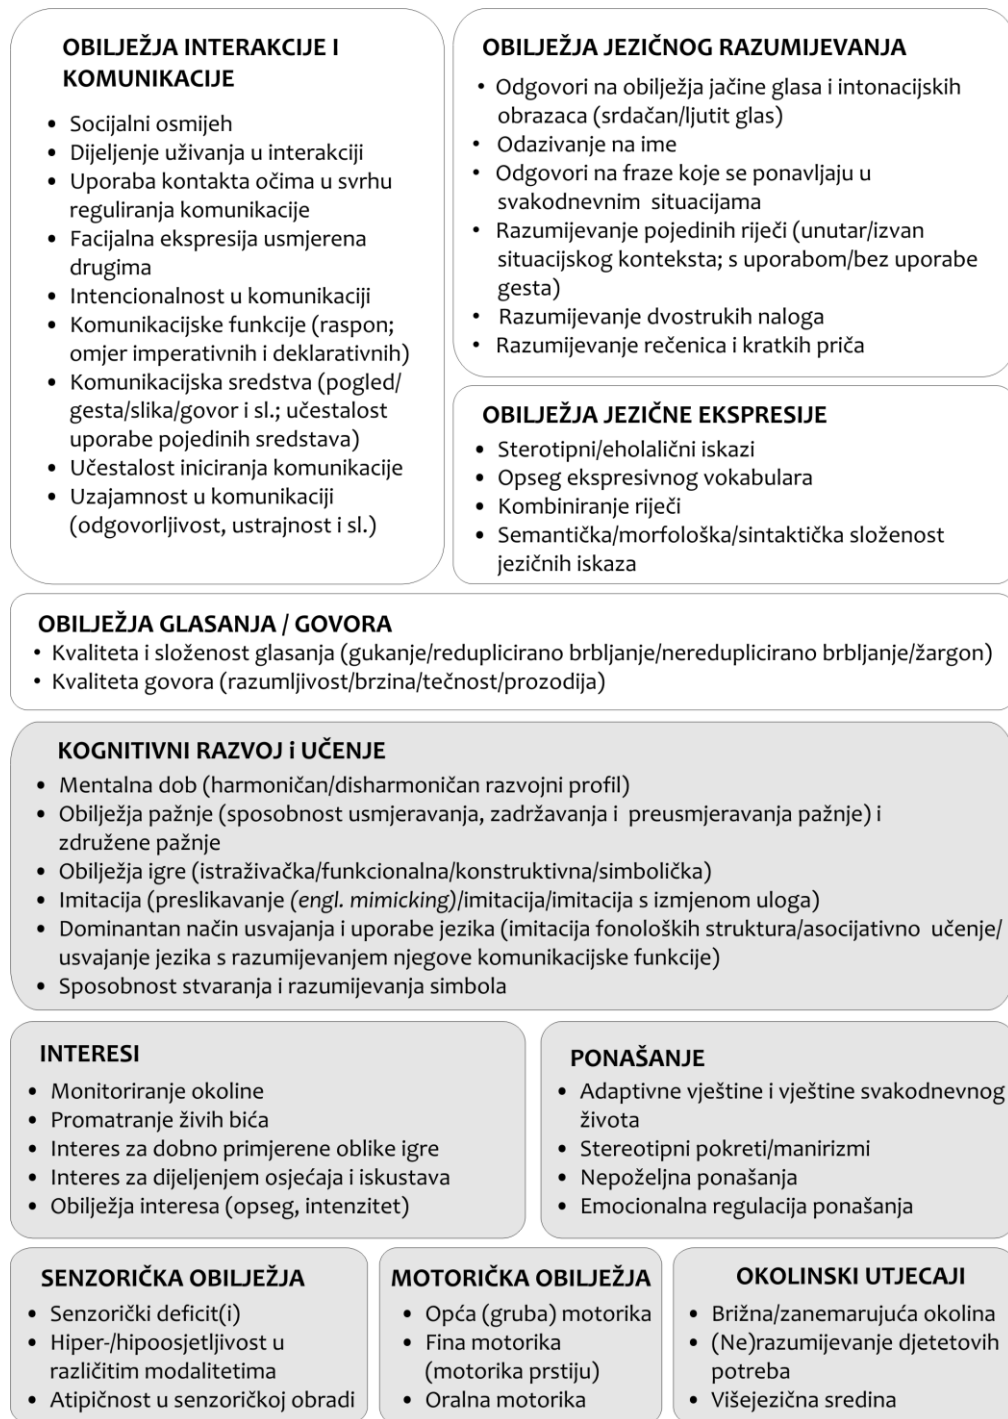 OBILJEŽJA INTERAKCIJE I
KOMUNIKACIJE
• Socijalni osmijeh
• Dijeljenje uživanja u interakciji
• Uporaba kontakta očima u svrhu
reguliranja komunikacije
• Facijalna ekspresija usmjerena
drugima
• Intencionalnost u komunikaciji
• Komunikacijske funkcije (raspon;
omjer imperativnih i deklarativnih)
• Komunikacijska sredstva (pogled/
gesta/slika/govor i sl.; učestalost
uporabe pojedinih sredstava)
• Učestalost iniciranja komunikacije
• Uzajamnost u komunikaciji
(odgovorljivost, ustrajnost i sl.)
OBILJEŽJA JEZIČNOG RAZUMIJEVANJA
• Odgovori na obilježja jačine glasa i intonacijskih
obrazaca (srdačan/ljutit glas)
• Odazivanje na ime
• Odgovori na fraze koje se ponavljaju u
svakodnevnim situacijama
• Razumijevanje pojedinih riječi (unutar/izvan
situacijskog konteksta; s uporabom/bez uporabe
gesta)
• Razumijevanje dvostrukih naloga
• Razumijevanje rečenica i kratkih priča
OBILJEŽJA JEZIČNE EKSPRESIJE
• Sterotipni/eholalični iskazi
• Opseg ekspresivnog vokabulara
• Kombiniranje riječi
• Semantička/morfološka/sintaktička složenost
jezičnih iskaza
OBILJEŽJA GLASANJA / GOVORA
• Kvaliteta i složenost glasanja (gukanje/reduplicirano brbljanje/nereduplicirano brbljanje/žargon)
• Kvaliteta govora (razumljivost/brzina/tečnost/prozodija)
KOGNITIVNI RAZVOJ i UČENJE
• Mentalna dob (harmoničan/disharmoničan razvojni profil)
• Obilježja pažnje (sposobnost usmjeravanja, zadržavanja i preusmjeravanja pažnje) i
združene pažnje
• Obilježja igre (istraživačka/funkcionalna/konstruktivna/simbolička)
• Imitacija (preslikavanje (engl. mimicking)/imitacija/imitacija s izmjenom uloga)
• Dominantan način usvajanja i uporabe jezika (imitacija fonoloških struktura/asocijativno učenje/
usvajanje jezika s razumijevanjem njegove komunikacijske funkcije)
• Sposobnost stvaranja i razumijevanja simbola
INTERESI
• Monitoriranje okoline
• Promatranje živih bića
• Interes za dobno primjerene oblike igre
• Interes za dijeljenjem osjećaja i iskustava
• Obilježja interesa (opseg, intenzitet)
PONAŠANJE
• Adaptivne vještine i vještine svakodnevnog
života
• Stereotipni pokreti/manirizmi
• Nepoželjna ponašanja
• Emocionalna regulacija ponašanja
SENZORIČKA OBILJEŽJA
• Senzorički deficit(i)
• Hiper-/hipoosjetljivost u
različitim modalitetima
• Atipičnost u senzoričkoj obradi
MOTORIČKA OBILJEŽJA
• Opća (gruba) motorika
• Fina motorika
(motorika prstiju)
• Oralna motorika
OKOLINSKI UTJECAJI
• Brižna/zanemarujuća okolina
• (Ne)razumijevanje djetetovih
potreba
• Višejezična sredina